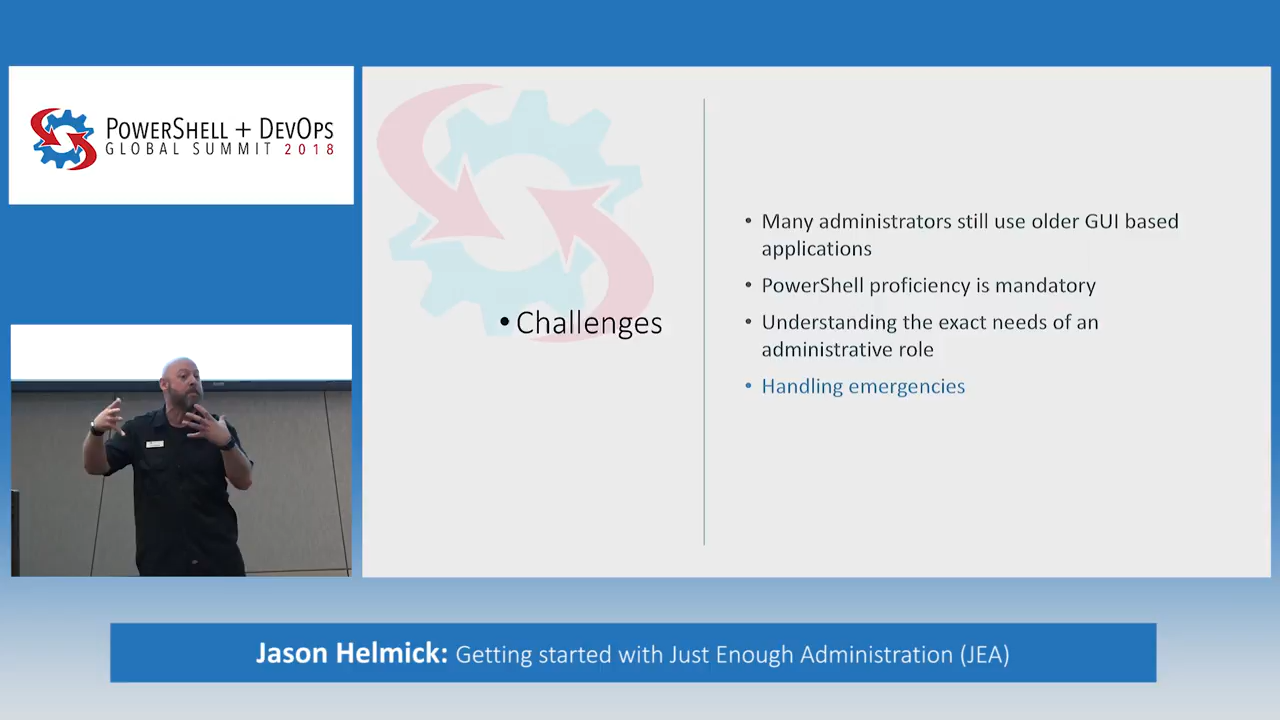 POWERSHELL + DEVOPS
GLOBAL SUMMIT 2018
• Challenges
• Many administrators still use older GUI based
applications
• PowerShell proficiency is mandatory
• Understanding the exact needs of an
administrative role
• Handling emergencies
Jason Helmick: Getting started with Just Enough Administration (JEA)